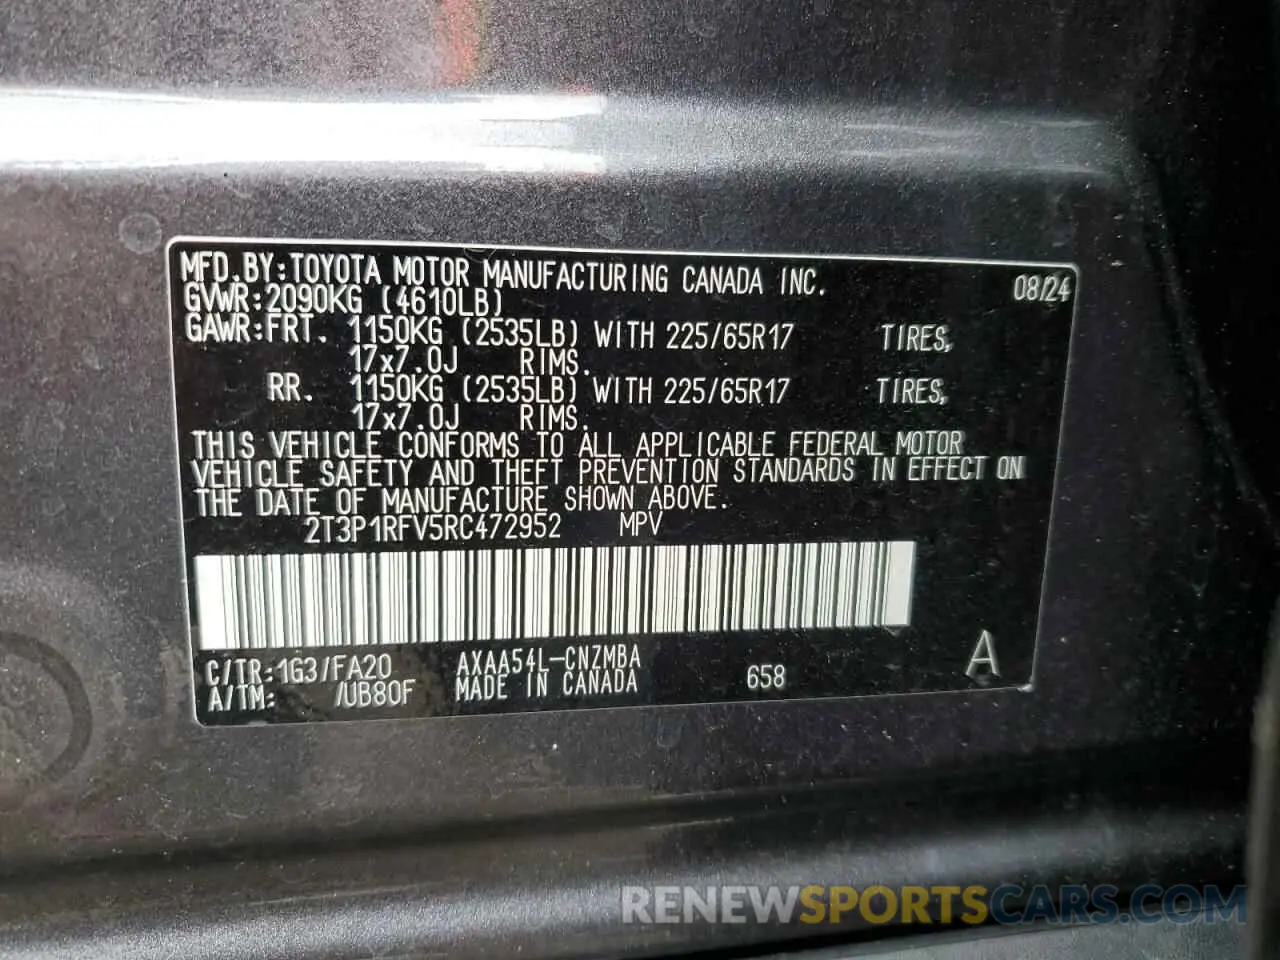 MFD.BY:TOYOTA MOTOR MANUFACTURING CANADA INC. 08/24
GVWR:2090KG (4610LB)
GAWR:FRT. 1150KG (2535LB) WITH 225/65R17 TIRES,
17x7.0J RIMS.
RR. 1150KG (2535LB) WITH 225/65R17 TIRES,
17x7.0J RIMS.
THIS VEHICLE CONFORMS TO ALL APPLICABLE FEDERAL MOTOR
VEHICLE SAFETY AND THEFT PREVENTION STANDARDS IN EFFECT ON
THE DATE OF MANUFACTURE SHOWN ABOVE.
2T3P1RFV5RC472952 MPV
C/TR:1G3/FA20 AXAA54L-CNZMBA 658 A
A/TM: /UB80F MADE IN CANADA
RENEWSPORTSCARS.COM